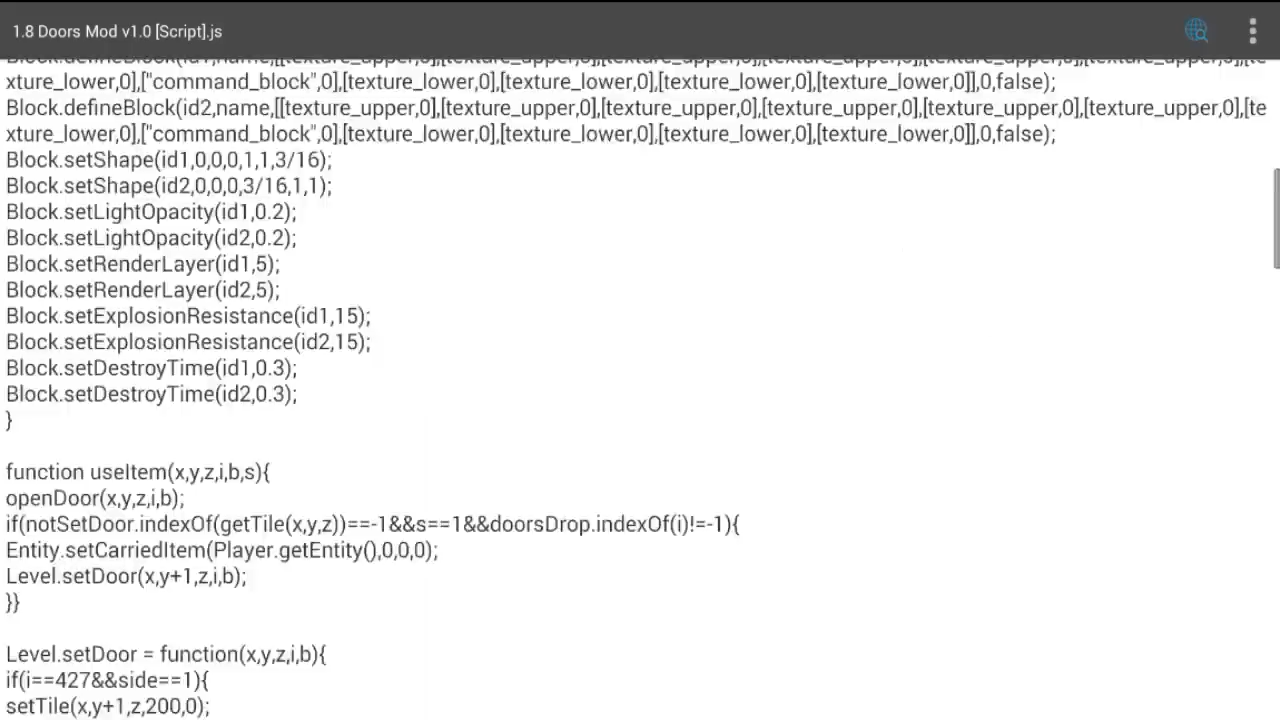 1.8 Doors Mod v1.0 [Script].js
xture_lower,0],["command_block",0],[texture_lower,0],[texture_lower,0],[texture_lower,0],[texture_lower,0]],0,false);
Block.defineBlock(id2,name,[[texture_upper,0],[texture_upper,0],[texture_upper,0],[texture_upper,0],[texture_upper,0],[texture_upper,0],[te
xture_lower,0],["command_block",0],[texture_lower,0],[texture_lower,0],[texture_lower,0],[texture_lower,0]],0,false);
Block.setShape(id1,0,0,0,1,1,3/16);
Block.setShape(id2,0,0,0,3/16,1,1);
Block.setLightOpacity(id1,0.2);
Block.setLightOpacity(id2,0.2);
Block.setRenderLayer(id1,5);
Block.setRenderLayer(id2,5);
Block.setExplosionResistance(id1,15);
Block.setExplosionResistance(id2,15);
Block.setDestroyTime(id1,0.3);
Block.setDestroyTime(id2,0.3);
}
function useItem(x,y,z,i,b,s){
openDoor(x,y,z,i,b);
if(notSetDoor.indexOf(getTile(x,y,z))==-1&&s==1&&doorsDrop.indexOf(i)!=-1){
Entity.setCarriedItem(Player.getEntity(),0,0,0);
Level.setDoor(x,y+1,z,i,b);
}}
Level.setDoor = function(x,y,z,i,b){
if(i==427&&side==1){
setTile(x,y+1,z,200,0);